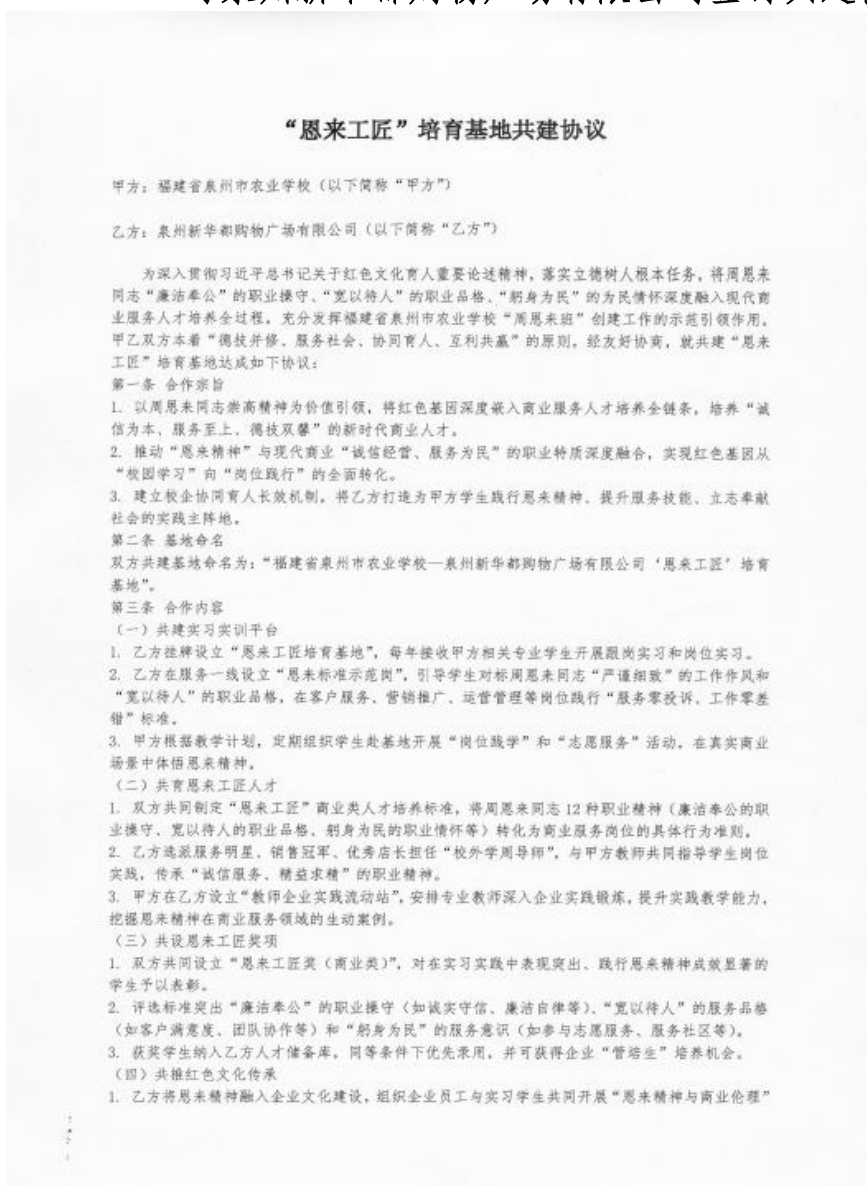 “恩来工匠”培育基地共建协议
甲方：福建省泉州市农业学校（以下简称“甲方”）
乙方：泉州新华都购物广场有限公司（以下简称“乙方”）
为深入贯彻习近平总书记关于红色文化育人重要论述精神，落实立德树人根本任务，将周恩来
同志“廉洁奉公”的职业操守、“宽以待人”的职业品格、“躬身为民”的为民情怀深度融入现代商
业服务人才培养全过程，充分发挥福建省泉州市农业学校“周恩来班”创建工作的示范引领作用，
甲乙双方本着“德技并修、服务社会、协同育人、互利共赢”的原则，经友好协商，就共建“恩来
工匠”培育基地达成如下协议：
第一条 合作宗旨
1. 以周恩来同志崇高精神为价值引领，将红色基因深度嵌入商业服务人才培养全链条，培养“诚
信为本、服务至上、德技双馨”的新时代商业人才。
2. 推动“恩来精神”与现代商业“诚信经营、服务为民”的职业特质深度融合，实现红色基因从
“校园学习”向“岗位践行”的全面转化。
3. 建立校企协同育人长效机制，将乙方打造为甲方学生践行恩来精神、提升服务技能、立志奉献
社会的实践主阵地。
第二条 基地命名
双方共建基地命名为：“福建省泉州市农业学校—泉州新华都购物广场有限公司‘恩来工匠’培育
基地”。
第三条 合作内容
（一）共建实习实训平台
1. 乙方挂牌设立“恩来工匠培育基地”，每年接收甲方相关专业学生开展跟岗实习和岗位实习。
2. 乙方在服务一线设立“恩来标准示范岗”，引导学生对标周恩来同志“严谨细致”的工作作风和
“宽以待人”的职业品格，在客户服务、营销推广、运营管理等岗位践行“服务零投诉、工作零差
错”标准。
3. 甲方根据教学计划，定期组织学生赴基地开展“岗位践学”和“志愿服务”活动，在真实商业
场景中体悟恩来精神。
（二）共育恩来工匠人才
1. 双方共同制定“恩来工匠”商业类人才培养标准，将周恩来同志 12 种职业精神（廉洁奉公的职
业操守、宽以待人的职业品格、躬身为民的职业情怀等）转化为商业服务岗位的具体行为准则。
2. 乙方选派服务明星、销售冠军、优秀店长担任“校外学周导师”，与甲方教师共同指导学生岗位
实践，传承“诚信服务、精益求精”的职业精神。
3. 甲方在乙方设立“教师企业实践流动站”，安排专业教师深入企业实践锻炼，提升实践教学能力，
挖掘恩来精神在商业服务领域的生动案例。
（三）共设恩来工匠奖项
1. 双方共同设立“恩来工匠奖（商业类）”，对在实习实践中表现突出、践行恩来精神成效显著的
学生予以表彰。
2. 评选标准突出“廉洁奉公”的职业操守（如诚实守信、廉洁自律等）、“宽以待人”的服务品格
（如客户满意度、团队协作等）和“躬身为民”的服务意识（如参与志愿服务、服务社区等）。
3. 获奖学生纳入乙方人才储备库，同等条件下优先录用，并可获得企业“管培生”培养机会。
（四）共推红色文化传承
1. 乙方将恩来精神融入企业文化建设，组织企业员工与实习学生共同开展“恩来精神与商业伦理”